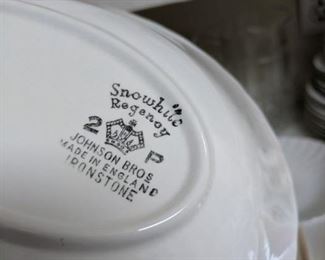 Snowhite
Regency
2 P
JOHNSON BROS
MADE IN ENGLAND
IRONSTONE